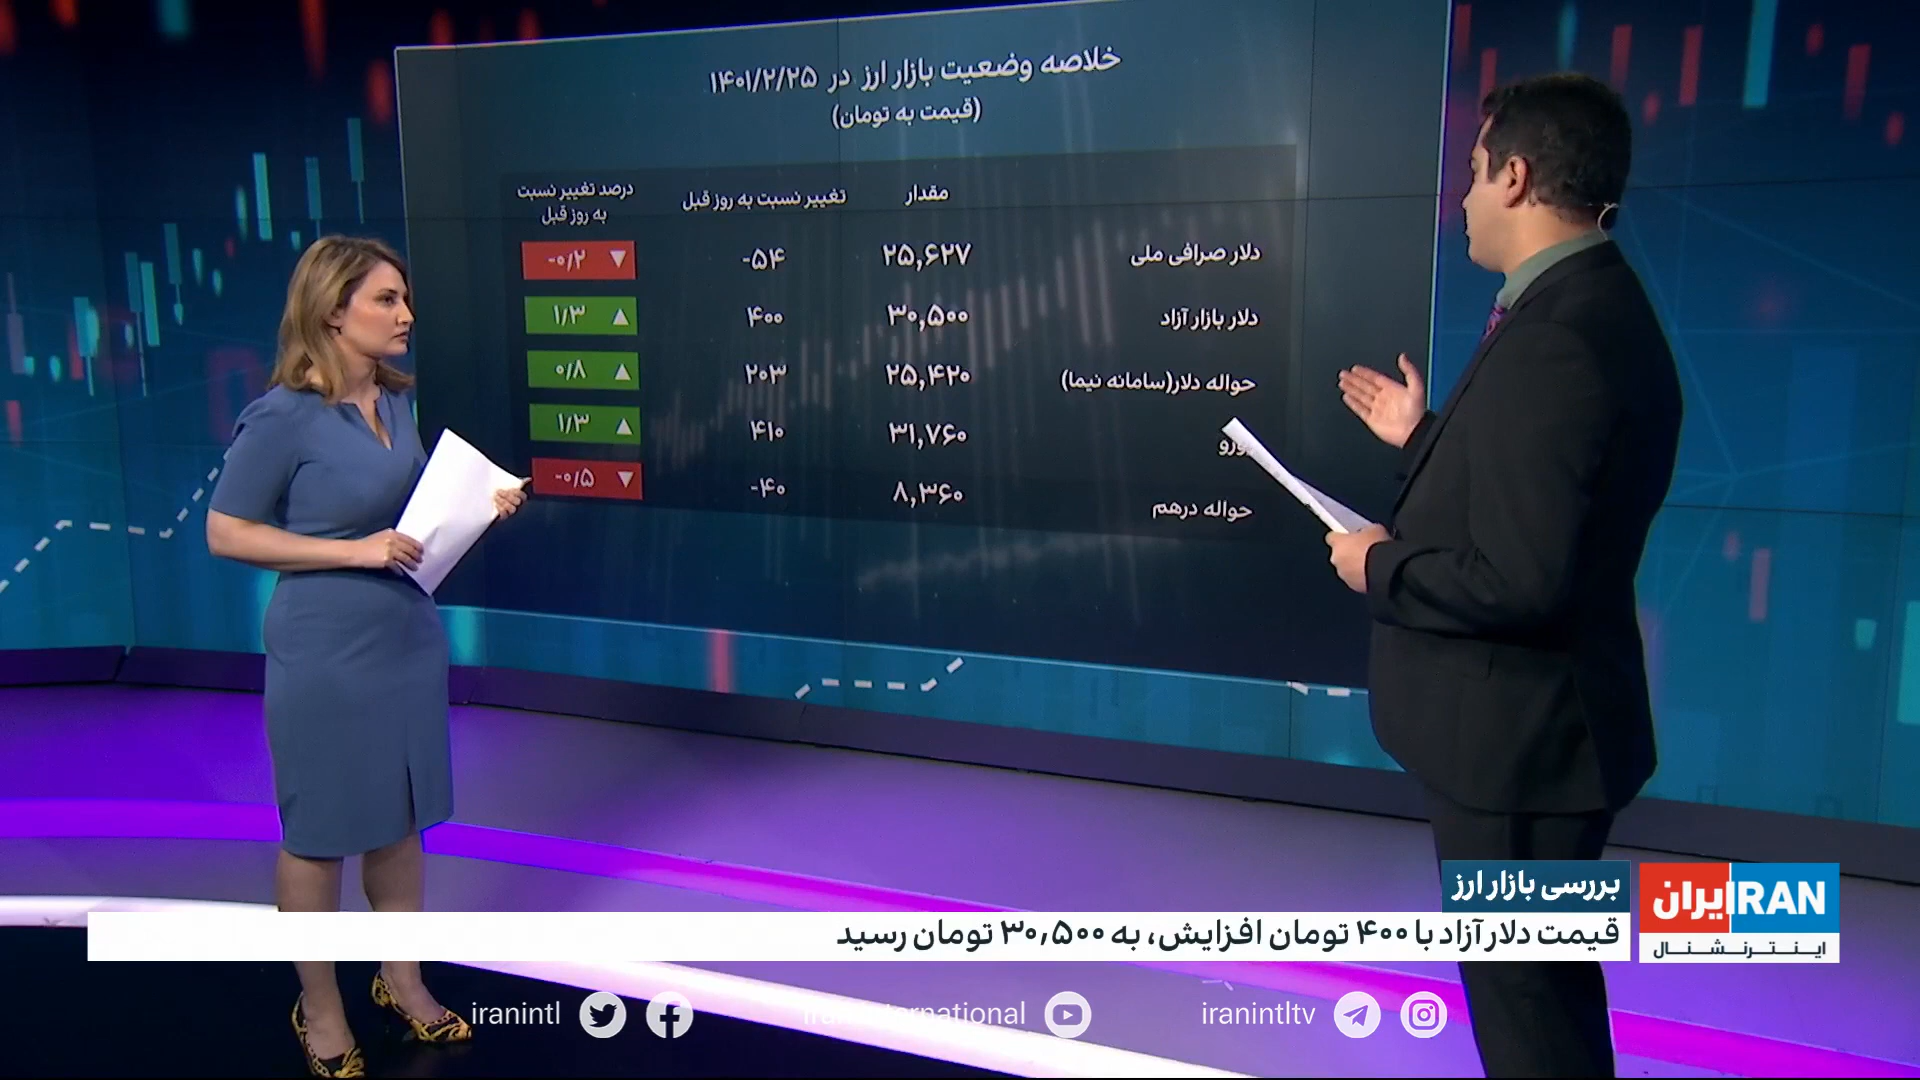 خلاصه وضعیت بازار ارز در ۱۴۰۱/۲/۲۵
(قیمت به تومان)
مقدار
تغییر نسبت به روز قبل
درصد تغییر نسبت
به روز قبل
دلار صرافی ملی ۲۵,۶۲۷ -۵۴ ▼ -۰/۲
دلار بازار آزاد ۳۰,۵۰۰ ۴۰۰ ▲ ۱/۳
حواله دلار(سامانه نیما) ۲۵,۴۲۰ ۲۰۳ ▲ ۰/۸
۳۱,۷۶۰ ۴۱۰ ▲ ۱/۳
حواله درهم ۸,۳۶۰ -۴۰ ▼ -۰/۵
بررسی بازار ارز
قیمت دلار آزاد با ۴۰۰ تومان افزایش، به ۳۰,۵۰۰ تومان رسید
ایران IRAN
اینترنشنال
iranintl
iraninternational
iranintltv